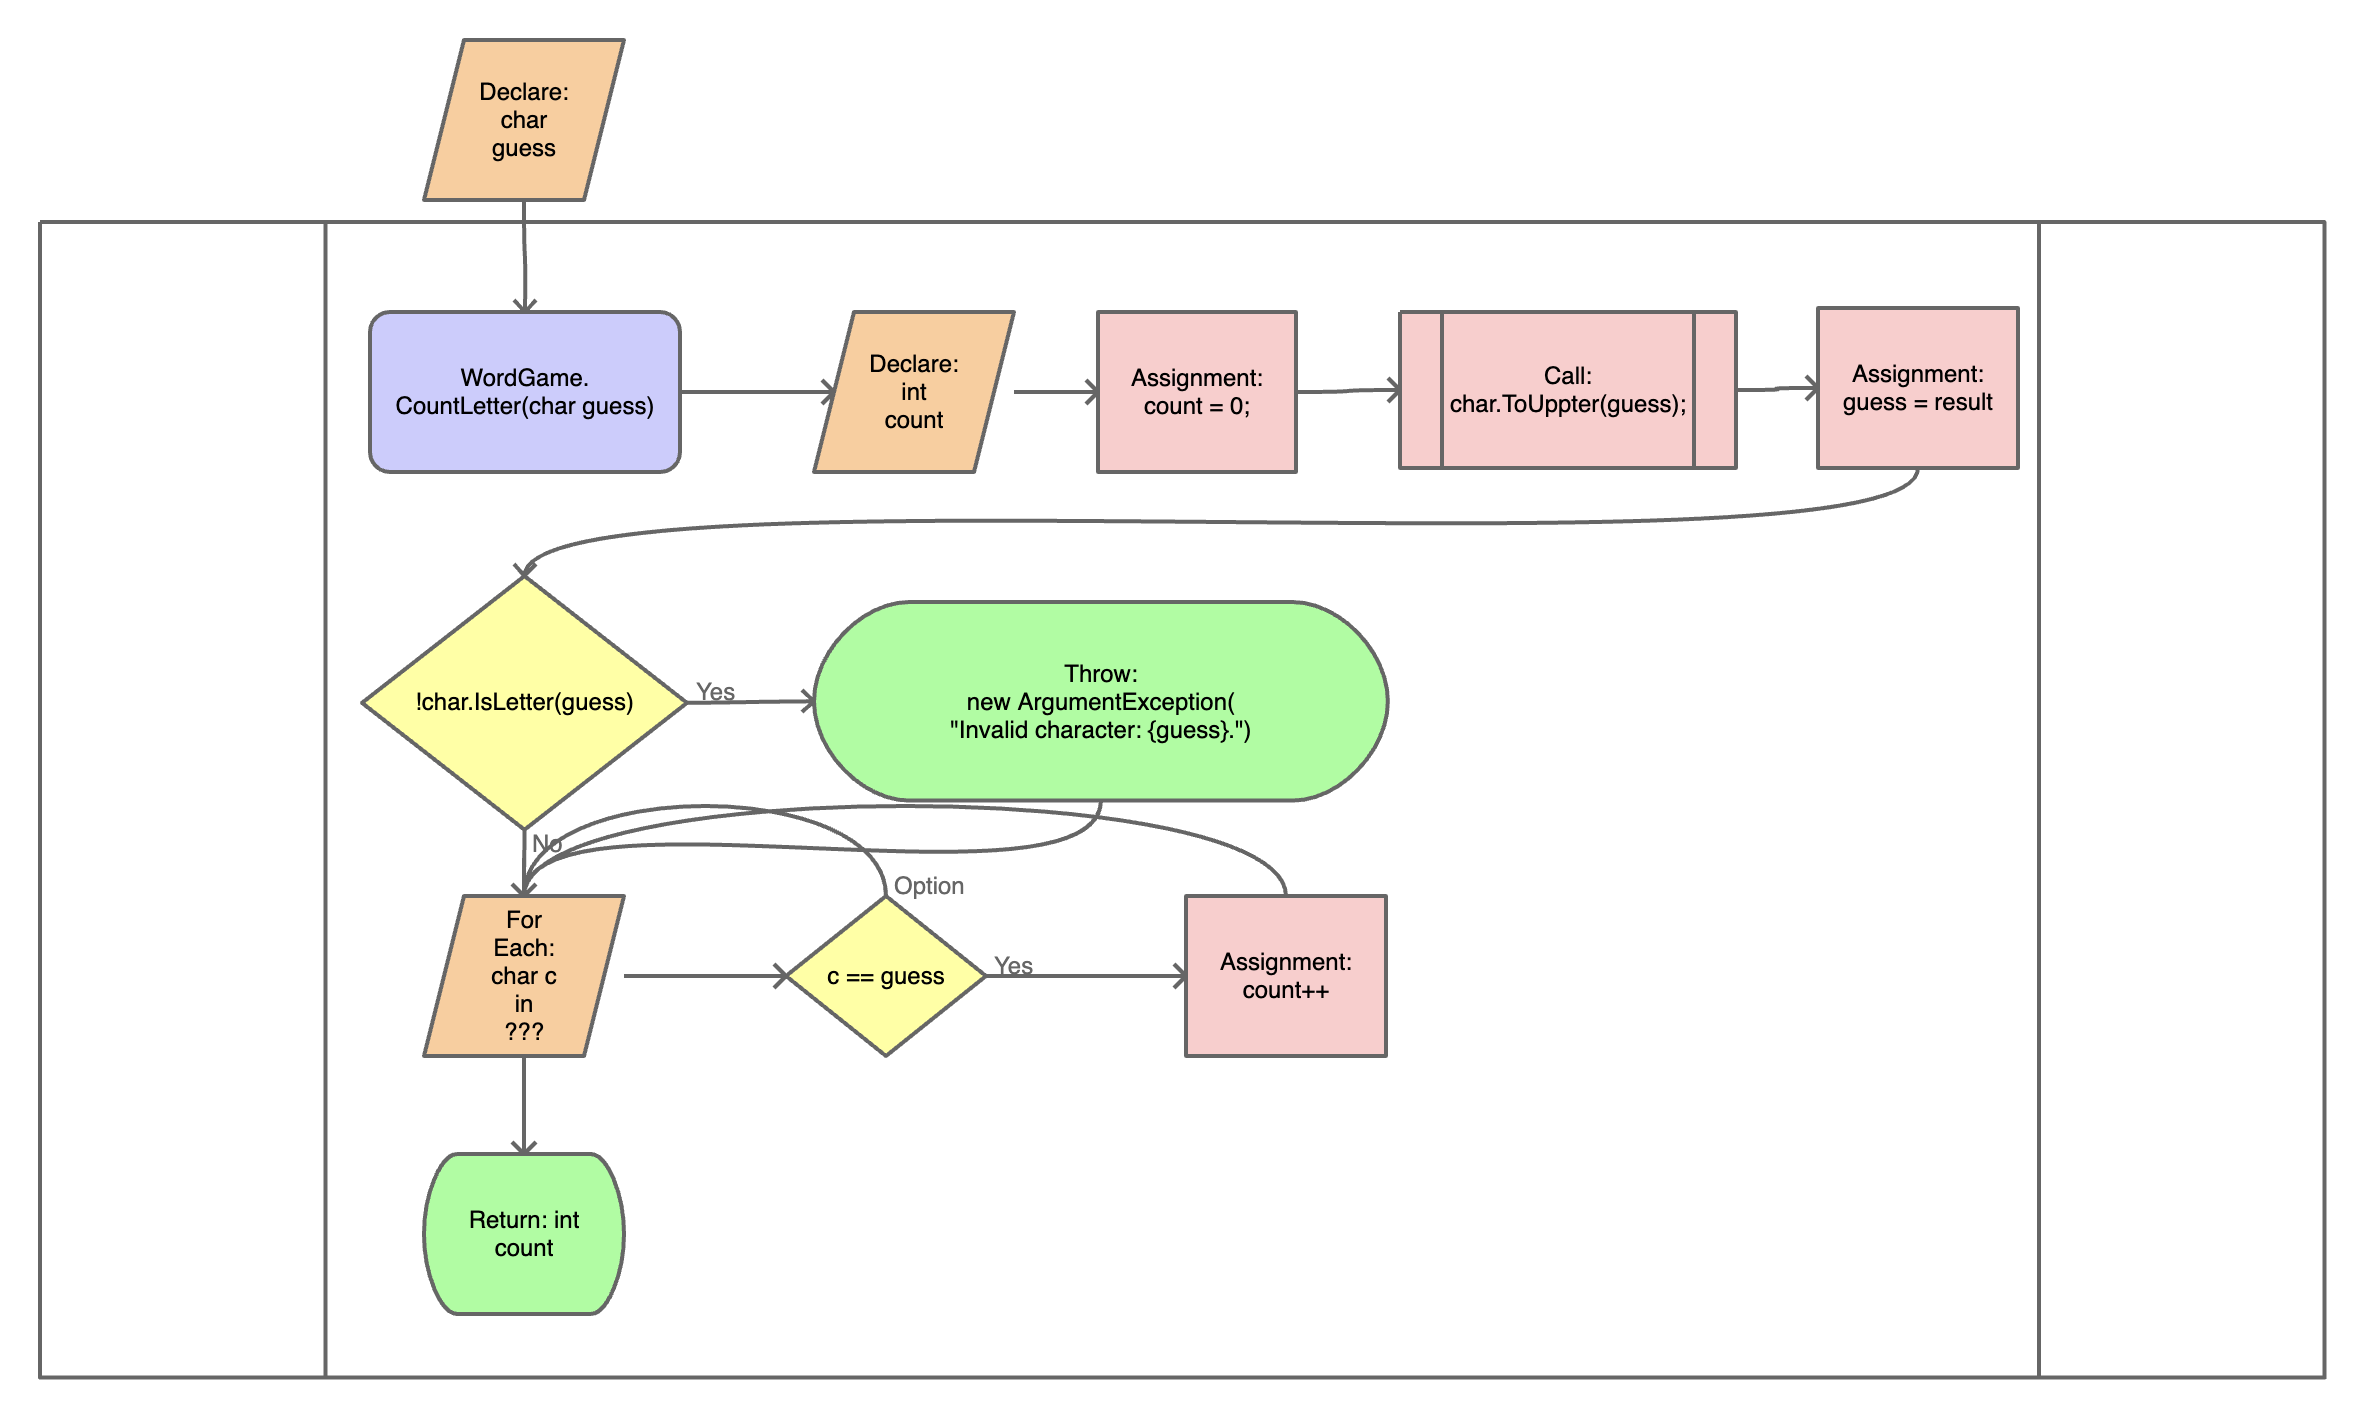 Declare:
char
guess
WordGame.
CountLetter(char guess)
Declare:
int
count
Assignment:
count = 0;
Call:
char.ToUppter(guess);
Assignment:
guess = result
!char.IsLetter(guess)
Yes
Throw:
new ArgumentException(
"Invalid character: {guess}.")
No
Option
For
Each:
char c
in
???
c == guess
Yes
Assignment:
count++
Return: int
count